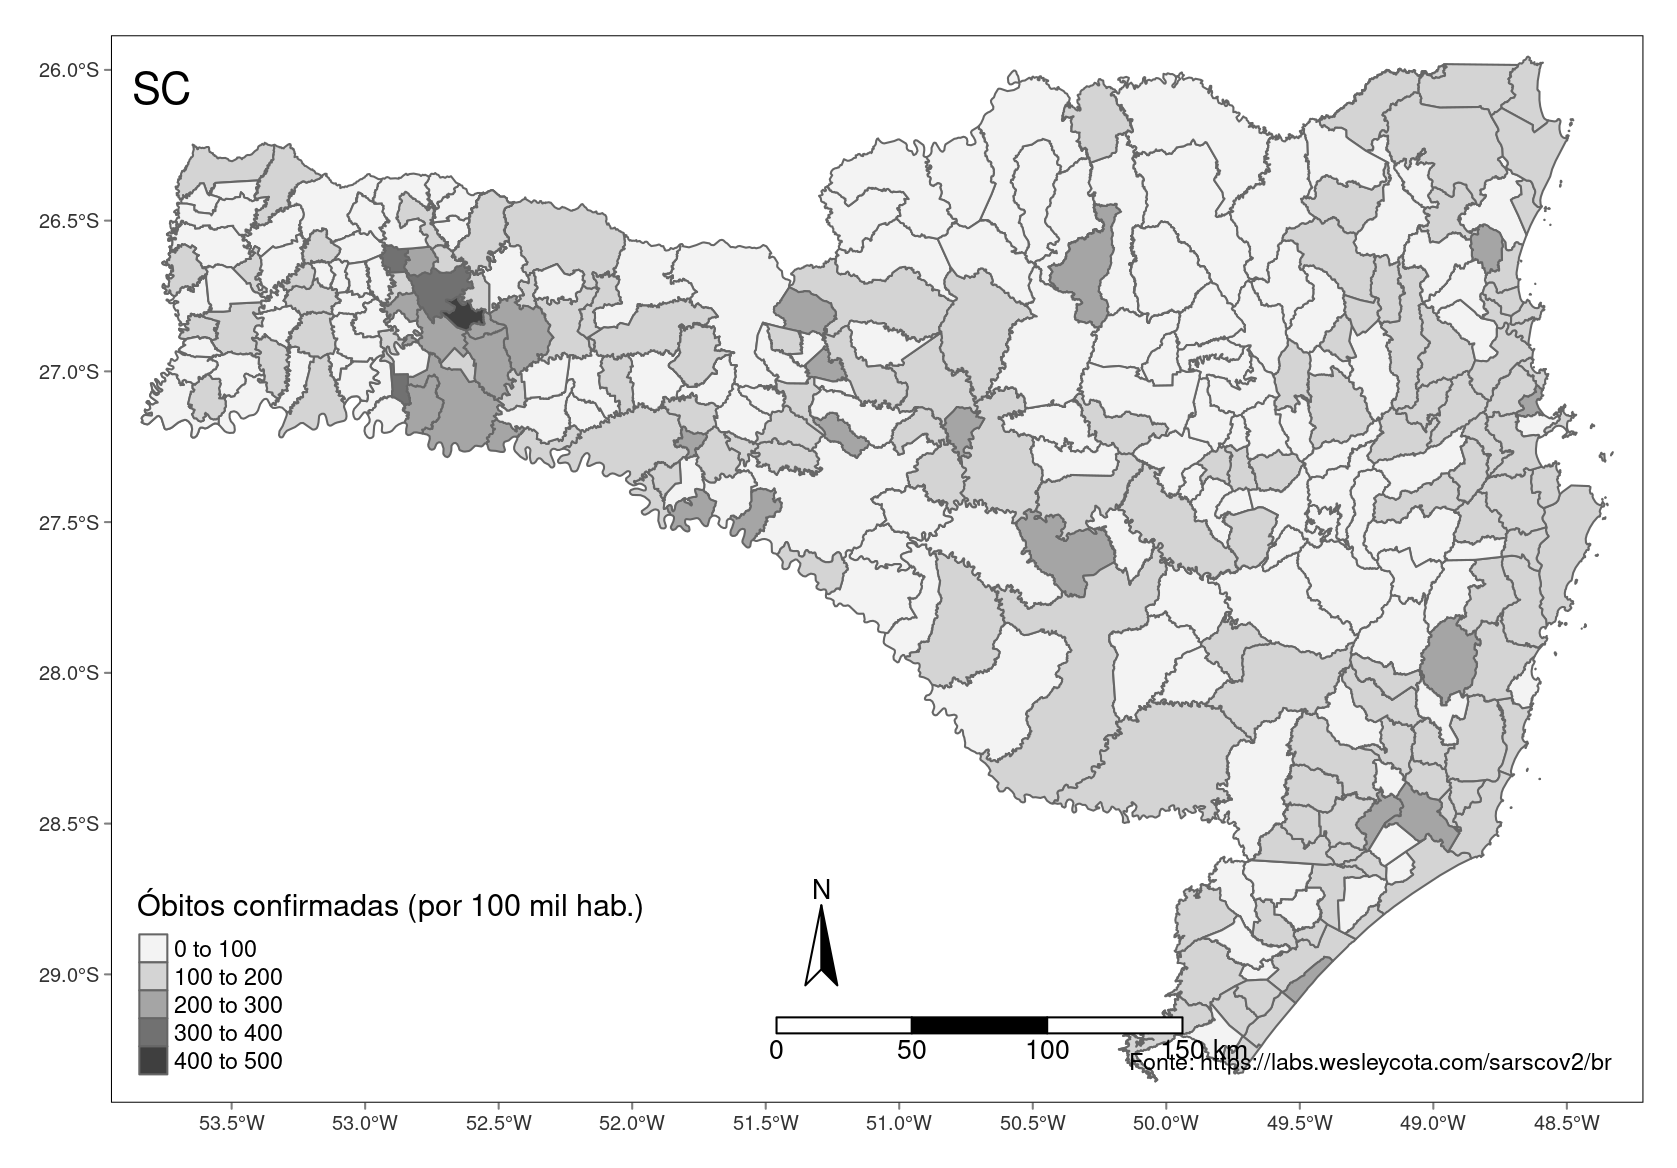 SC
26.0°S
26.5°S
27.0°S
27.5°S
28.0°S
28.5°S
29.0°S
Óbitos confirmadas (por 100 mil hab.)
0 to 100
100 to 200
200 to 300
300 to 400
400 to 500
N
0 50 100 150 km
Fonte: https://labs.wesleycota.com/sarscov2/br
53.5°W 53.0°W 52.5°W 52.0°W 51.5°W 51.0°W 50.5°W 50.0°W 49.5°W 49.0°W 48.5°W